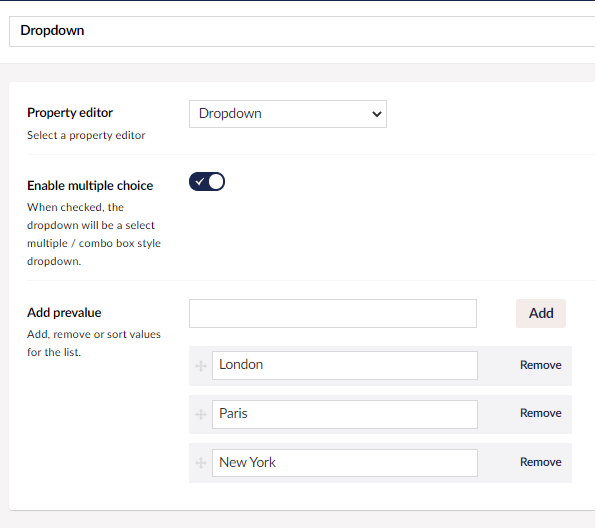 Dropdown
Property editor
Dropdown
Select a property editor
Enable multiple choice
When checked, the
dropdown will be a select
multiple / combo box style
dropdown.
Add prevalue
Add
Add, remove or sort values
for the list.
London
Remove
Paris
Remove
New York
Remove